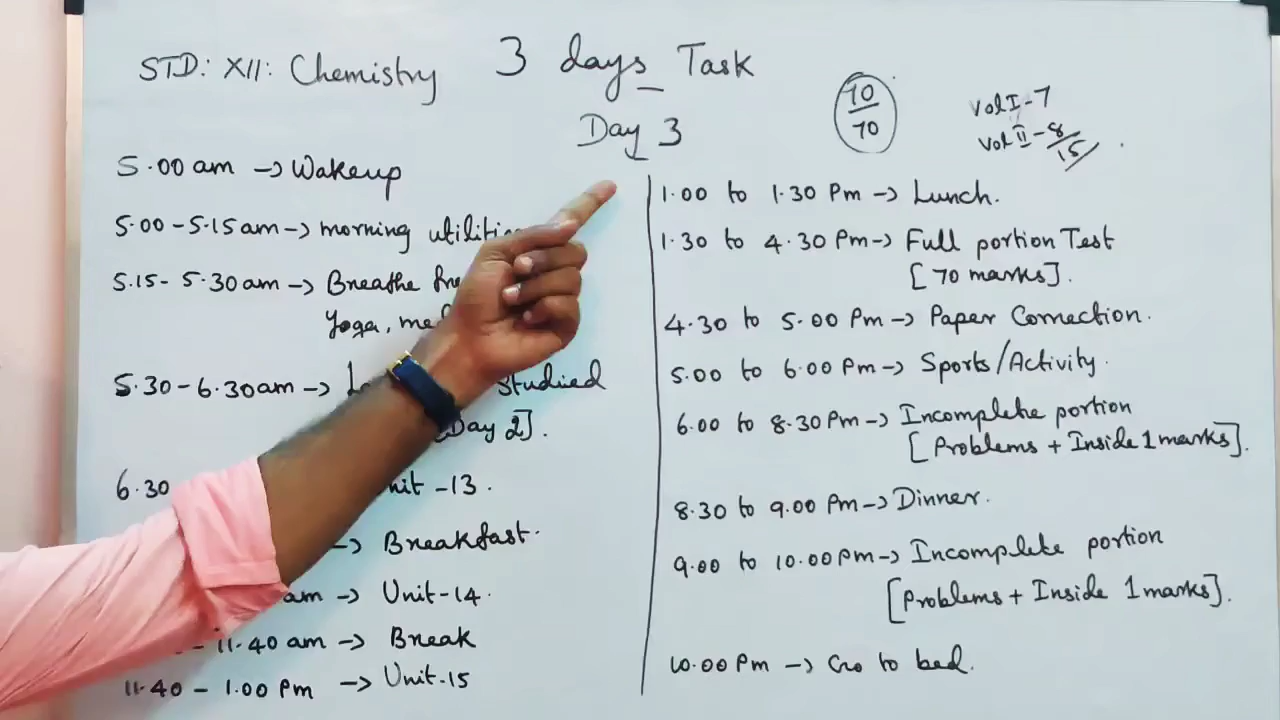 STD: XII: Chemistry 3 days Task
Day 3
70
70
Vol I - 7
Vol II - 8
15
5.00 am -> Wakeup
5.00 - 5.15 am -> morning
5.15 - 5.30 am -> Breathe
Yoga,
5.30 - 6.30 am -> studied
Day 2].
6.30 - 13.
-> Breakfast.
am -> Unit - 14.
- 11.40 am -> Break
11.40 - 1.00 Pm -> Unit - 15
1.00 to 1.30 Pm -> Lunch.
1.30 to 4.30 Pm -> Full portion Test
[70 marks].
4.30 to 5.00 Pm -> Paper Correction.
5.00 to 6.00 Pm -> Sports/Activity.
6.00 to 8.30 Pm -> Incomplete portion
[Problems + Inside 1 marks].
8.30 to 9.00 Pm -> Dinner.
9.00 to 10.00 Pm -> Incomplete portion
[Problems + Inside 1 marks].
10.00 Pm -> Go to bed.